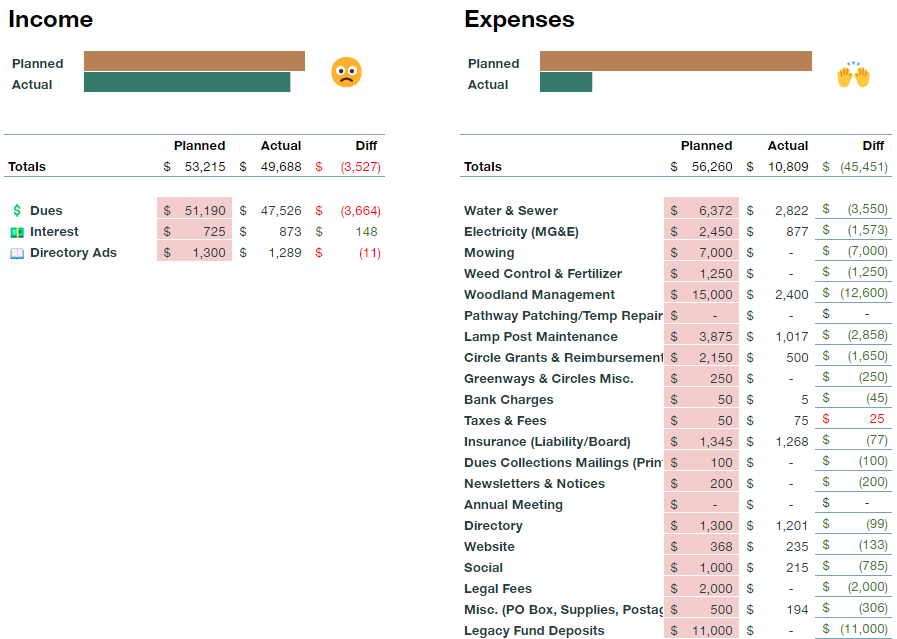 Income
Planned
Actual
Planned Actual Diff
Totals $ 53,215 $ 49,688 $ (3,527)
Dues $ 51,190 $ 47,526 $ (3,664)
Interest $ 725 $ 873 $ 148
Directory Ads $ 1,300 $ 1,289 $ (11)
Expenses
Planned
Actual
Planned Actual Diff
Totals $ 56,260 $ 10,809 $ (45,451)
Water & Sewer $ 6,372 $ 2,822 $ (3,550)
Electricity (MG&E) $ 2,450 $ 877 $ (1,573)
Mowing $ 7,000 $ - $ (7,000)
Weed Control & Fertilizer $ 1,250 $ - $ (1,250)
Woodland Management $ 15,000 $ 2,400 $ (12,600)
Pathway Patching/Temp Repair $ - $ - $ -
Lamp Post Maintenance $ 3,875 $ 1,017 $ (2,858)
Circle Grants & Reimbursement $ 2,150 $ 500 $ (1,650)
Greenways & Circles Misc. $ 250 $ - $ (250)
Bank Charges $ 50 $ 5 $ (45)
Taxes & Fees $ 50 $ 75 $ 25
Insurance (Liability/Board) $ 1,345 $ 1,268 $ (77)
Dues Collections Mailings (Prin $ 100 $ - $ (100)
Newsletters & Notices $ 200 $ - $ (200)
Annual Meeting $ - $ - $ -
Directory $ 1,300 $ 1,201 $ (99)
Website $ 368 $ 235 $ (133)
Social $ 1,000 $ 215 $ (785)
Legal Fees $ 2,000 $ - $ (2,000)
Misc. (PO Box, Supplies, Postag $ 500 $ 194 $ (306)
Legacy Fund Deposits $ 11,000 $ - $ (11,000)